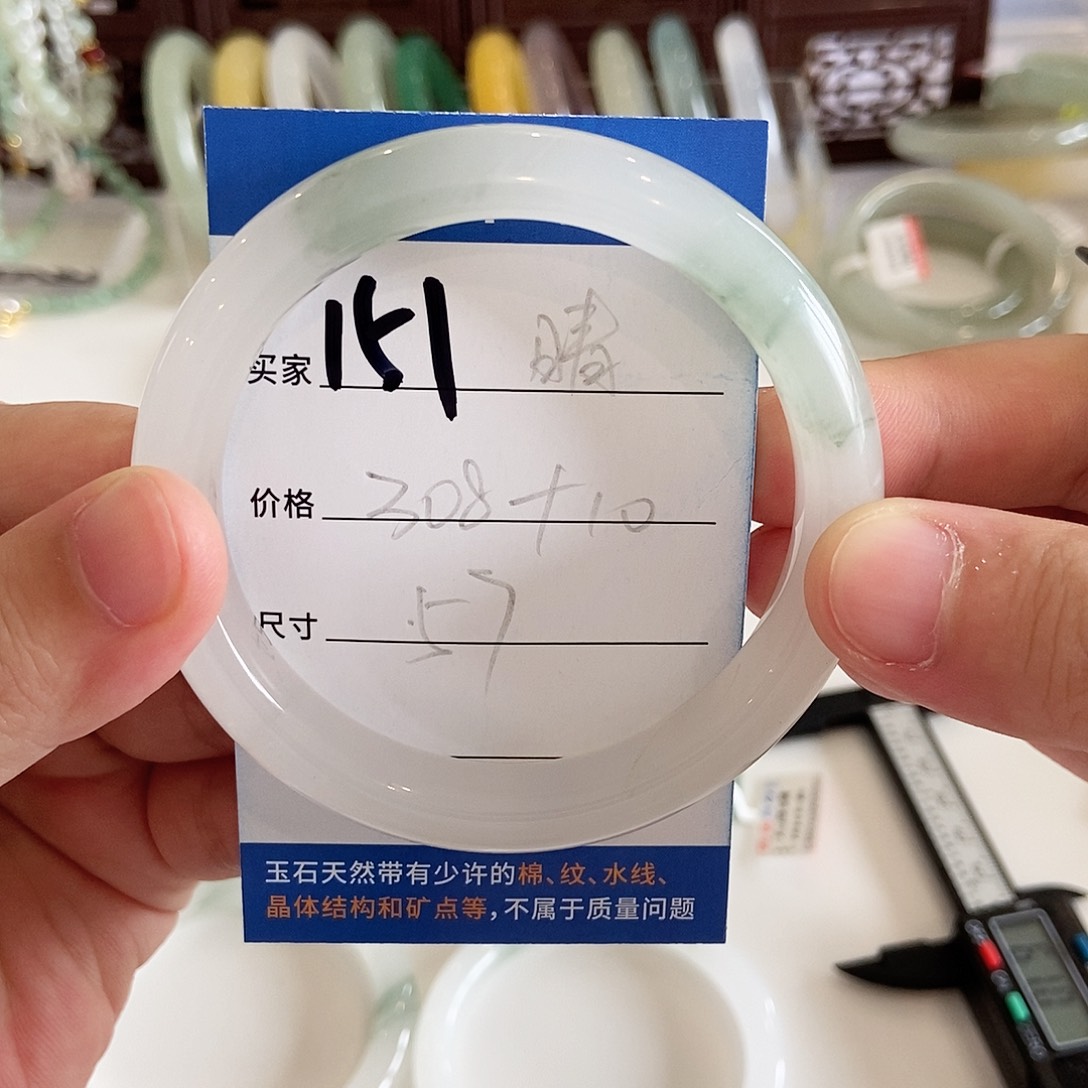 买家 151 晴
价格 308+10
尺寸 57
玉石天然带有少许的棉、纹、水线、
晶体结构和矿点等，不属于质量问题